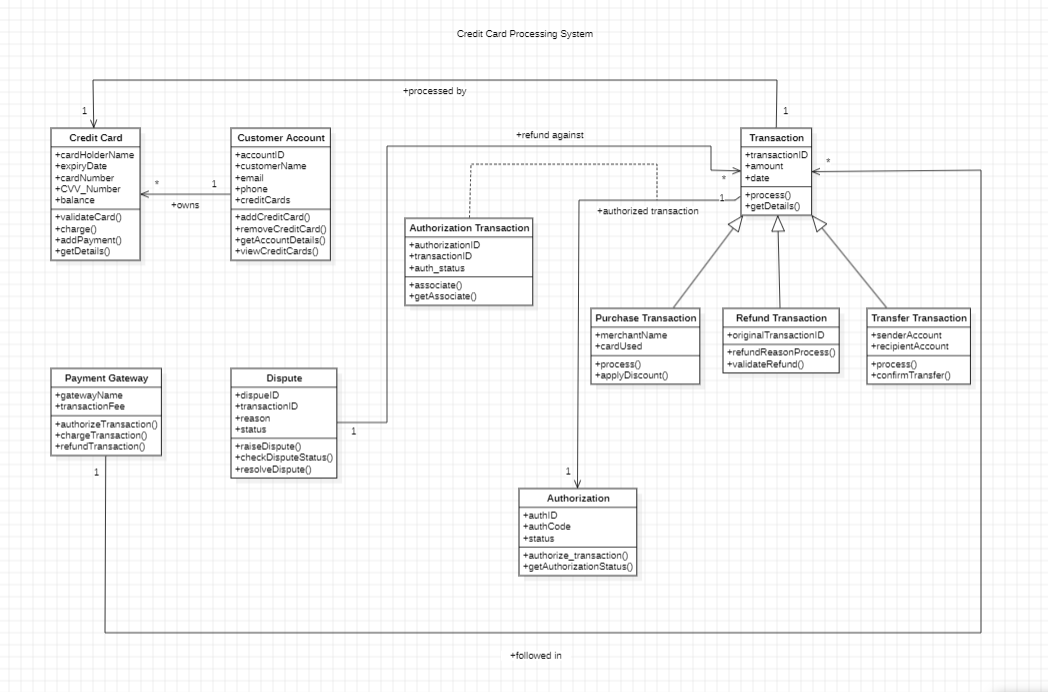 Credit Card Processing System
+processed by
1
1
Credit Card
+cardHolderName
+expiryDate
+cardNumber
+CVV_Number
+balance
+validateCard()
+charge()
+addPayment()
+getDetails()
*
1
+owns
Customer Account
+accountID
+customerName
+email
+phone
+creditCards
+addCreditCard()
+removeCreditCard()
+getAccountDetails()
+viewCreditCards()
+refund against
*
Transaction
+transactionID
+amount
+date
+process()
+getDetails()
*
1
+authorized transaction
Authorization Transaction
+authorizationID
+transactionID
+auth_status
+associate()
+getAssociate()
Purchase Transaction
+merchantName
+cardUsed
+process()
+applyDiscount()
Refund Transaction
+originalTransactionID
+refundReasonProcess()
+validateRefund()
Transfer Transaction
+senderAccount
+recipientAccount
+process()
+confirmTransfer()
Payment Gateway
+gatewayName
+transactionFee
+authorizeTransaction()
+chargeTransaction()
+refundTransaction()
1
Dispute
+dispueID
+transactionID
+reason
+status
+raiseDispute()
+checkDisputeStatus()
+resolveDispute()
1
1
Authorization
+authID
+authCode
+status
+authorize_transaction()
+getAuthorizationStatus()
+followed in